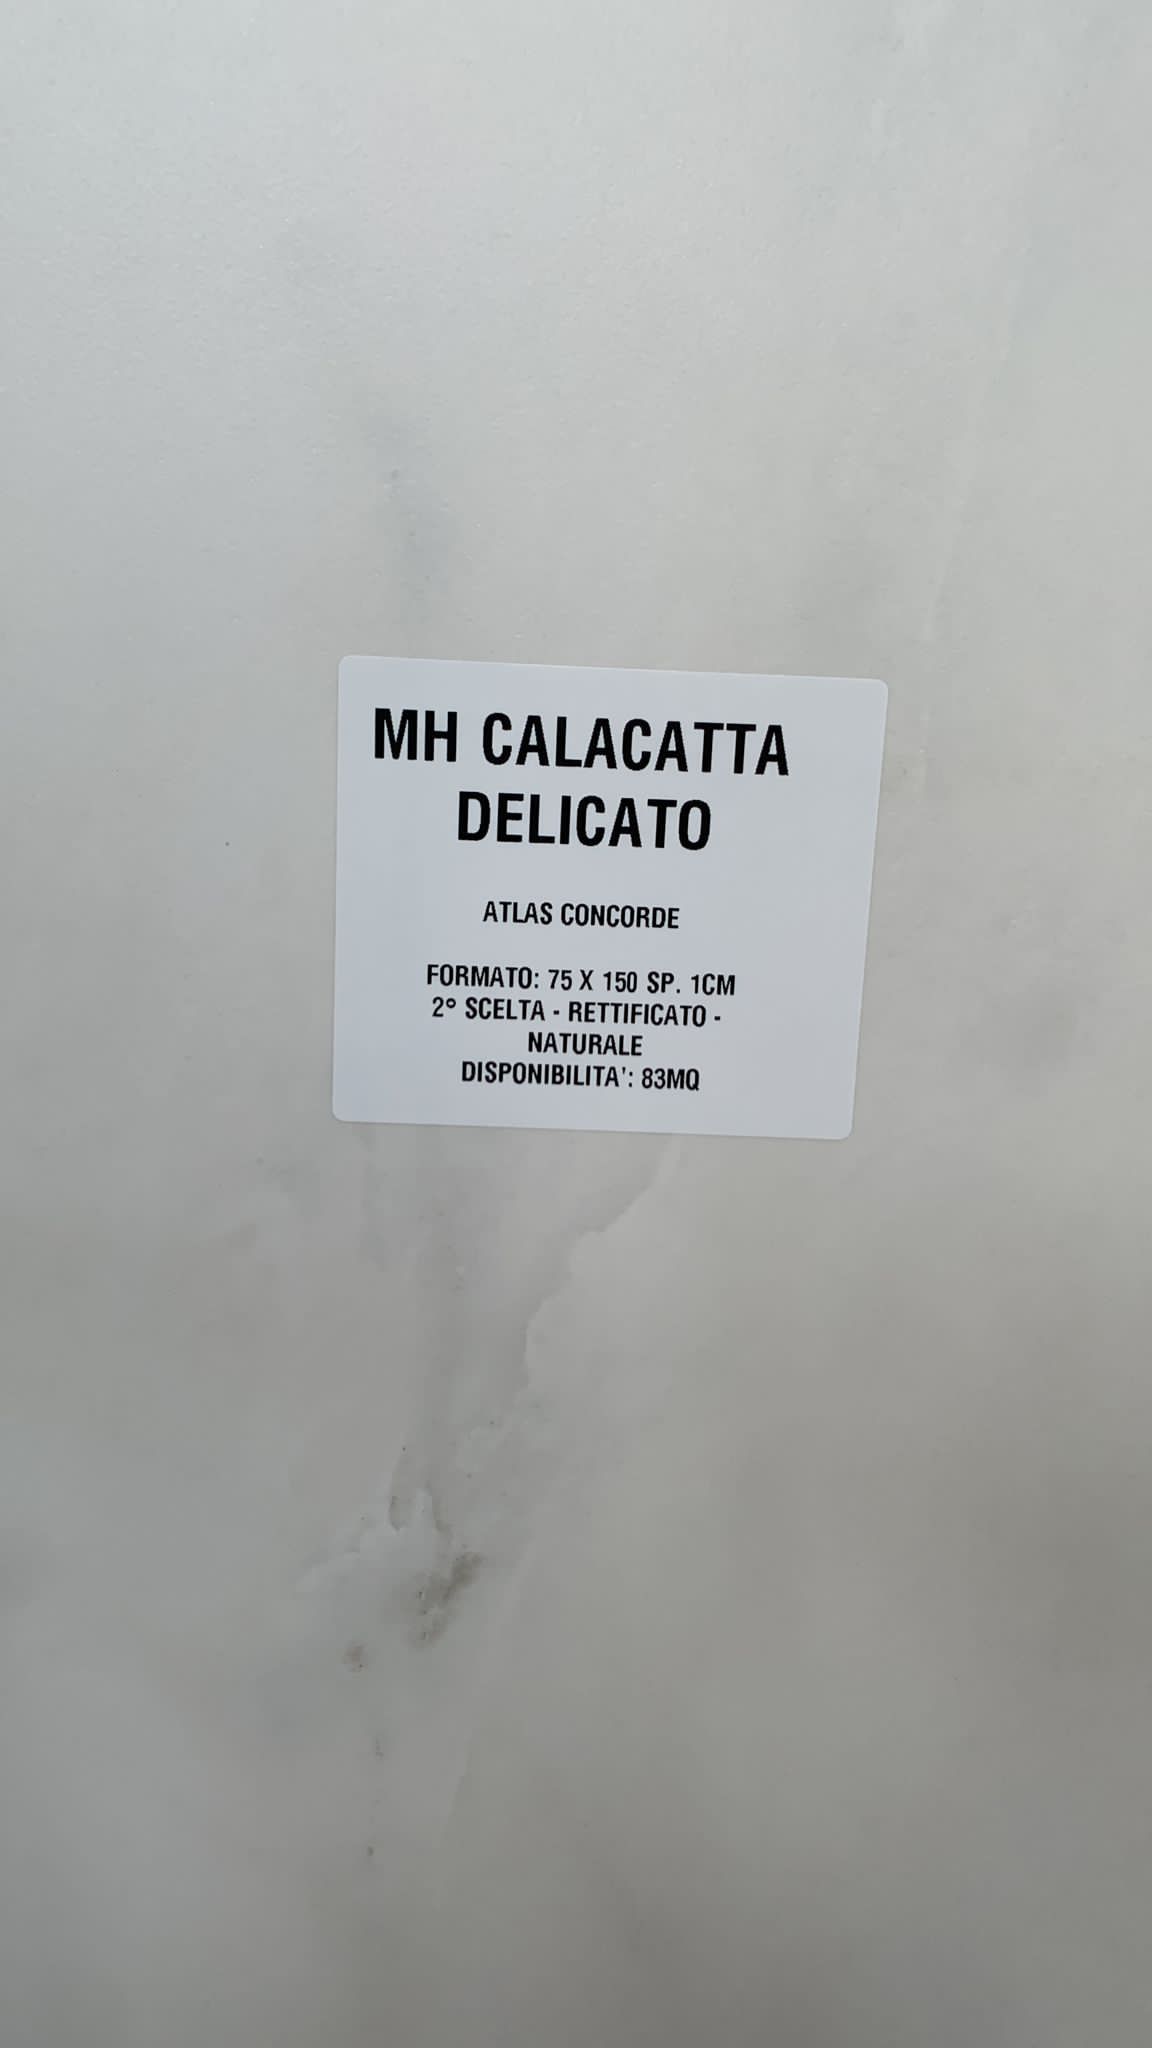 MH CALACATTA
DELICATO
ATLAS CONCORDE
FORMATO: 75 X 150 SP. 1CM
2° SCELTA - RETTIFICATO -
NATURALE
DISPONIBILITA': 83MQ